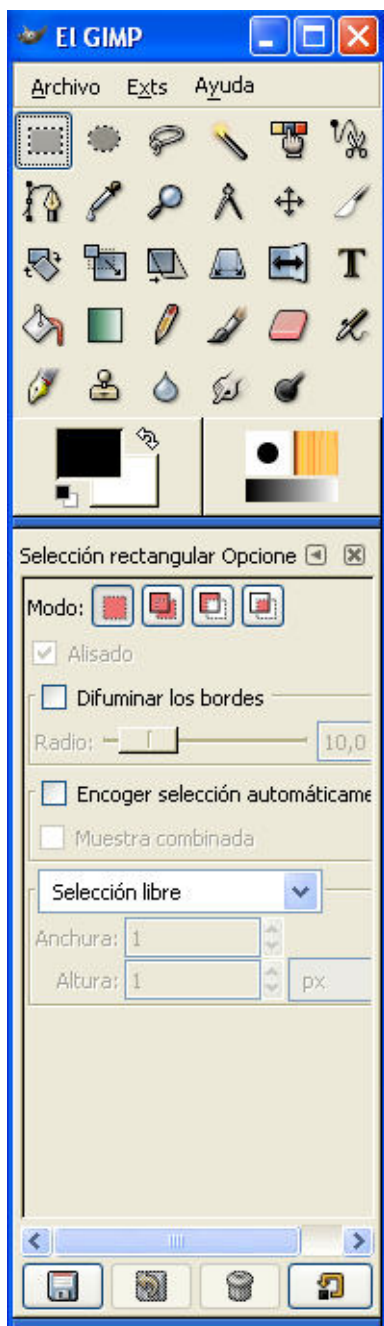 El GIMP
Archivo Exts Ayuda
T
Selección rectangular Opcione
Modo:
Alisado
Difuminar los bordes
Radio: 10,0
Encoger selección automáticame
Muestra combinada
Selección libre
Anchura: 1
Altura: 1 px